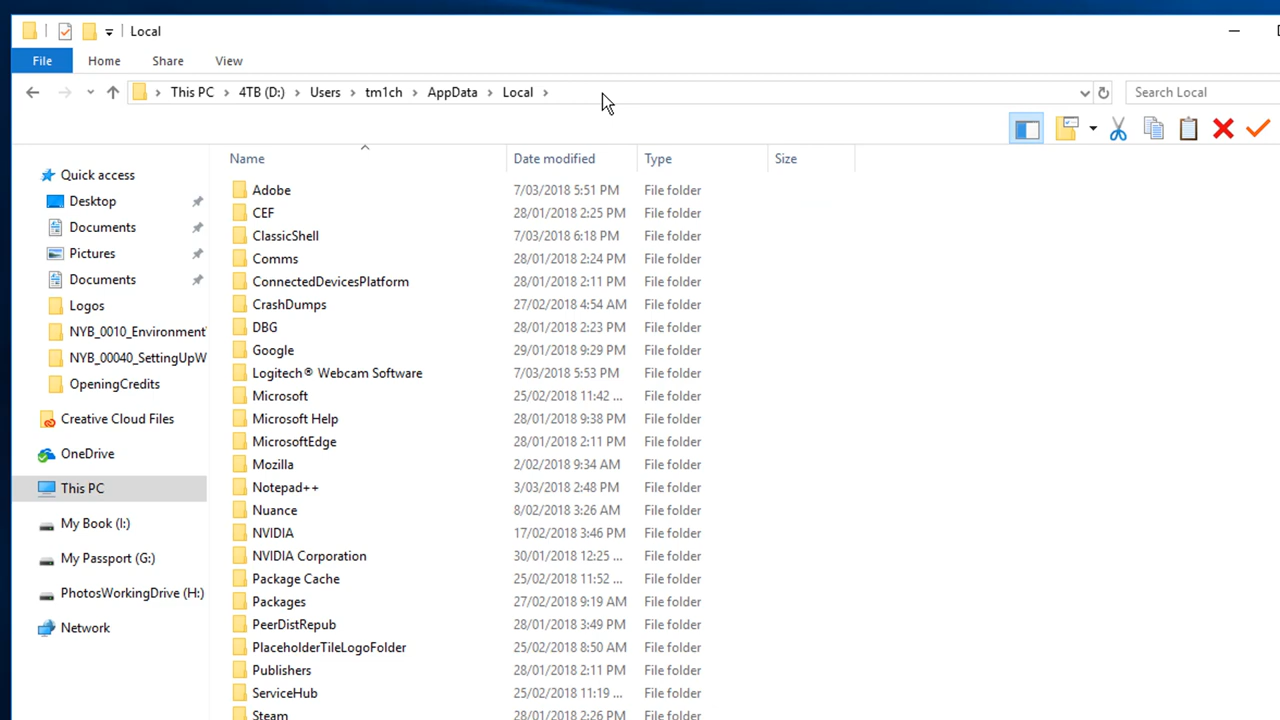 Local
File Home Share View
This PC 4TB (D:) Users tm1ch AppData Local
Search Local
Name Date modified Type Size
Quick access
Desktop
Documents
Pictures
Documents
Logos
NYB_0010_Environment
NYB_00040_SettingUpW
OpeningCredits
Creative Cloud Files
OneDrive
This PC
My Book (I:)
My Passport (G:)
PhotosWorkingDrive (H:)
Network
Adobe 7/03/2018 5:51 PM File folder
CEF 28/01/2018 2:25 PM File folder
ClassicShell 7/03/2018 6:18 PM File folder
Comms 28/01/2018 2:24 PM File folder
ConnectedDevicesPlatform 28/01/2018 2:11 PM File folder
CrashDumps 27/02/2018 4:54 AM File folder
DBG 28/01/2018 2:23 PM File folder
Google 29/01/2018 9:29 PM File folder
Logitech® Webcam Software 7/03/2018 5:53 PM File folder
Microsoft 25/02/2018 11:42 ... File folder
Microsoft Help 28/01/2018 9:38 PM File folder
MicrosoftEdge 28/01/2018 2:11 PM File folder
Mozilla 2/02/2018 9:34 AM File folder
Notepad++ 3/03/2018 2:48 PM File folder
Nuance 8/02/2018 3:26 AM File folder
NVIDIA 17/02/2018 3:46 PM File folder
NVIDIA Corporation 30/01/2018 12:25 ... File folder
Package Cache 25/02/2018 11:52 ... File folder
Packages 27/02/2018 9:19 AM File folder
PeerDistRepub 28/01/2018 3:49 PM File folder
PlaceholderTileLogoFolder 25/02/2018 8:50 AM File folder
Publishers 28/01/2018 2:11 PM File folder
ServiceHub 25/02/2018 11:19 ... File folder
Steam 28/01/2018 2:26 PM File folder